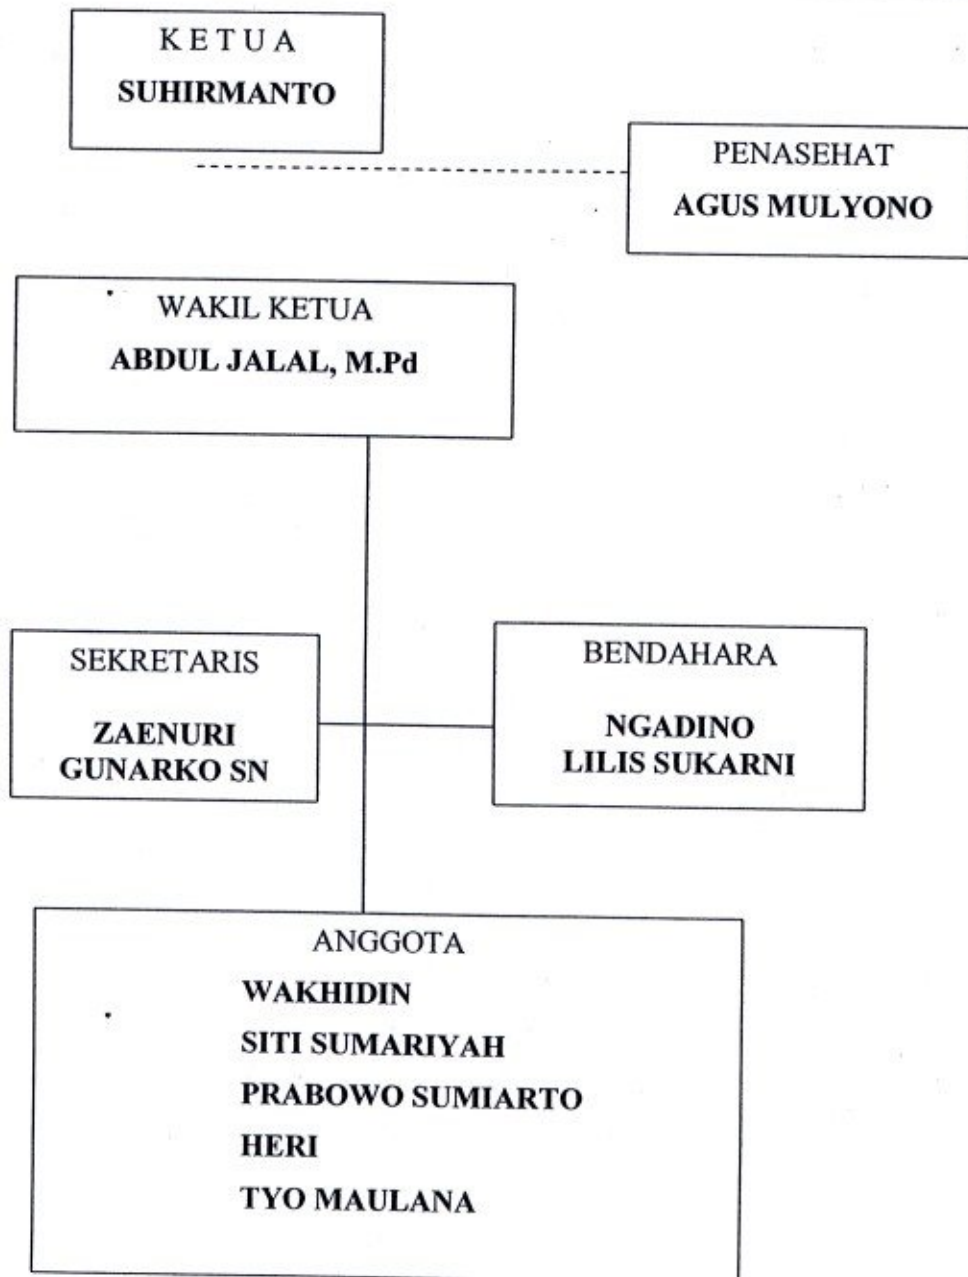 K E T U A
SUHIRMANTO
PENASEHAT
AGUS MULYONO
WAKIL KETUA
ABDUL JALAL, M.Pd
SEKRETARIS
ZAENURI
GUNARKO SN
BENDAHARA
NGADINO
LILIS SUKARNI
ANGGOTA
WAKHIDIN
SITI SUMARIYAH
PRABOWO SUMIARTO
HERI
TYO MAULANA